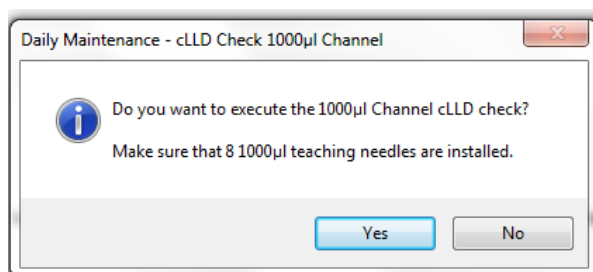 Daily Maintenance - cLLD Check 1000µl Channel
Do you want to execute the 1000µl Channel cLLD check?
Make sure that 8 1000µl teaching needles are installed.
Yes No